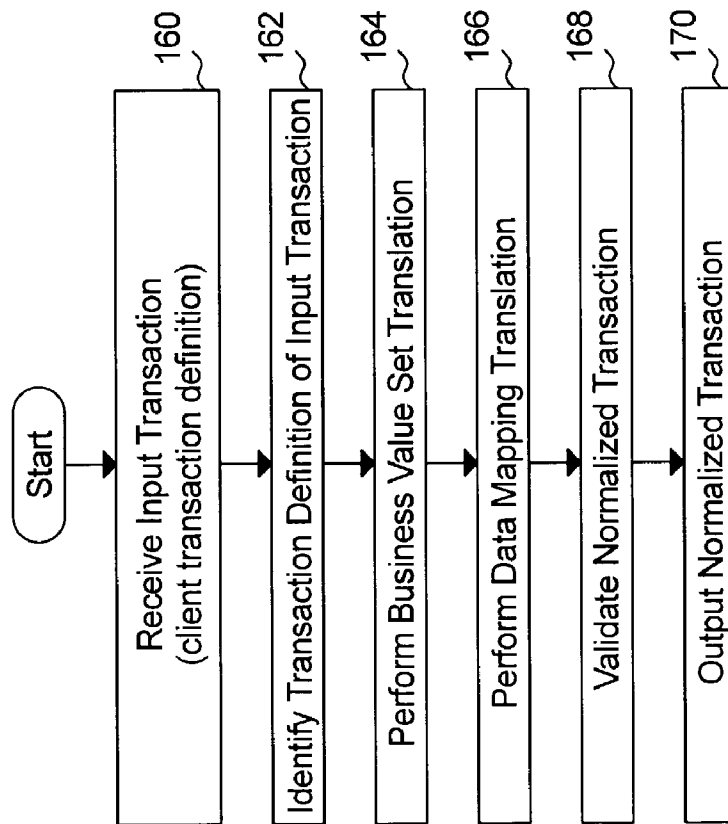 Start
Receive Input Transaction
(client transaction definition)
160
Identify Transaction Definition of Input Transaction
162
Perform Business Value Set Translation
164
Perform Data Mapping Translation
166
Validate Normalized Transaction
168
Output Normalized Transaction
170